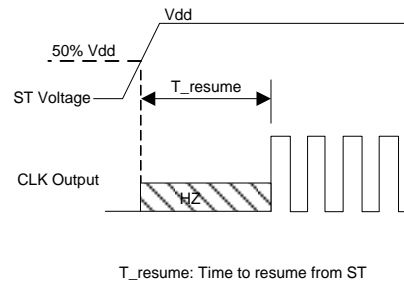 Vdd
50% Vdd
T_resume
ST Voltage
CLK Output
HZ
T_resume: Time to resume from ST